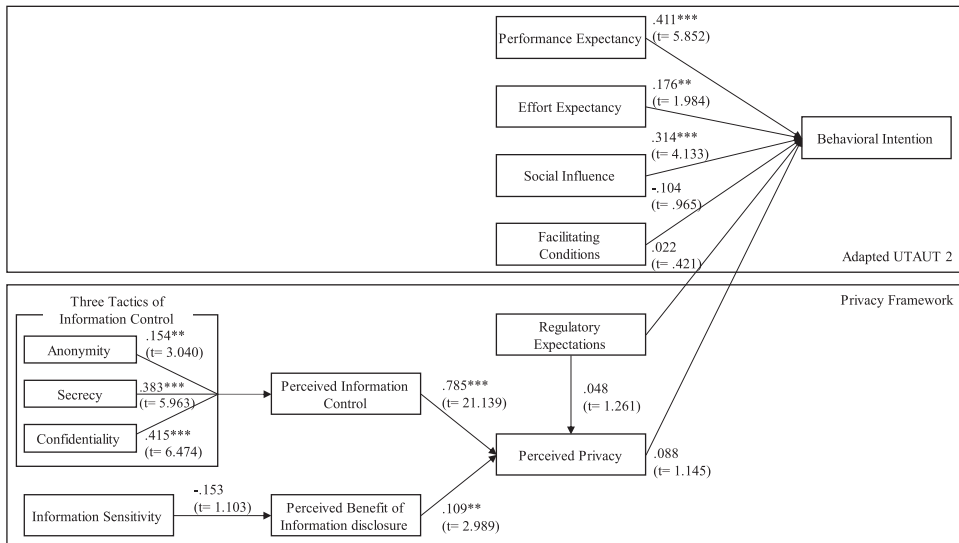 .411***
(t= 5.852)
Performance Expectancy
.176**
(t= 1.984)
Effort Expectancy
Behavioral Intention
.314***
(t= 4.133)
Social Influence
-.104
(t= .965)
Facilitating
Conditions
.022
(t= .421)
Adapted UTAUT 2
Privacy Framework
Three Tactics of
Information Control
.154**
(t= 3.040)
Anonymity
.383***
(t= 5.963)
Secrecy
.415***
(t= 6.474)
Confidentiality
Regulatory
Expectations
Perceived Information
Control
.785***
(t= 21.139)
.048
(t= 1.261)
Perceived Privacy
.088
(t= 1.145)
-.153
(t= 1.103)
Information Sensitivity
Perceived Benefit of
Information disclosure
.109**
(t= 2.989)